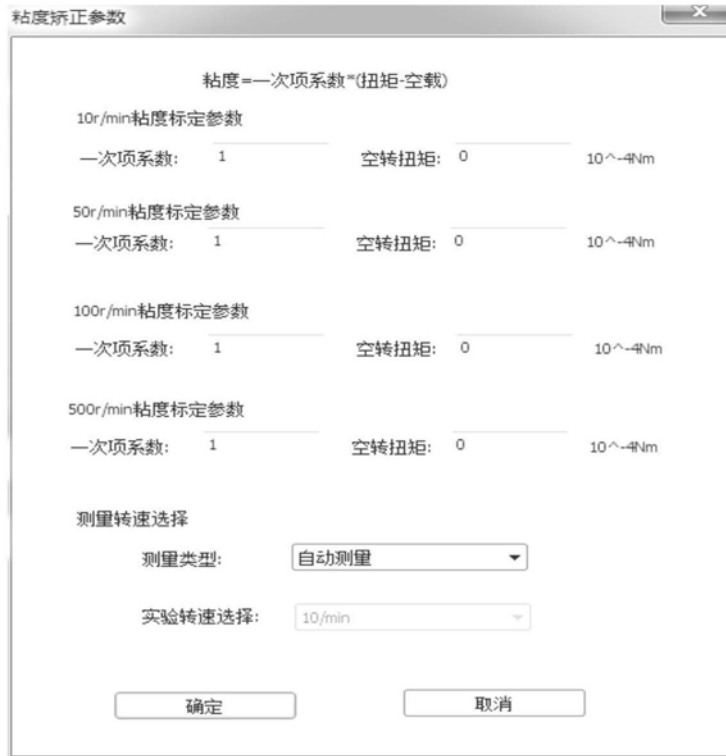 粘度矫正参数
粘度=一次项系数*(扭矩-空载)
10r/min粘度标定参数
一次项系数: 1 空转扭矩: 0 10^-4Nm
50r/min粘度标定参数
一次项系数: 1 空转扭矩: 0 10^-4Nm
100r/min粘度标定参数
一次项系数: 1 空转扭矩: 0 10^-4Nm
500r/min粘度标定参数
一次项系数: 1 空转扭矩: 0 10^-4Nm
测量转速选择
测量类型: 自动测量
实验转速选择: 10/min
确定 取消